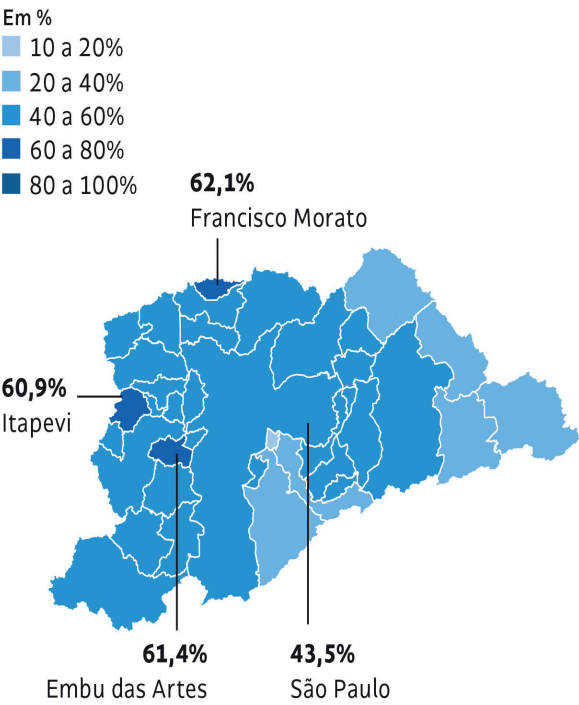 Em %
10 a 20%
20 a 40%
40 a 60%
60 a 80%
80 a 100%
62,1%
Francisco Morato
60,9%
Itapevi
61,4%
Embu das Artes
43,5%
São Paulo